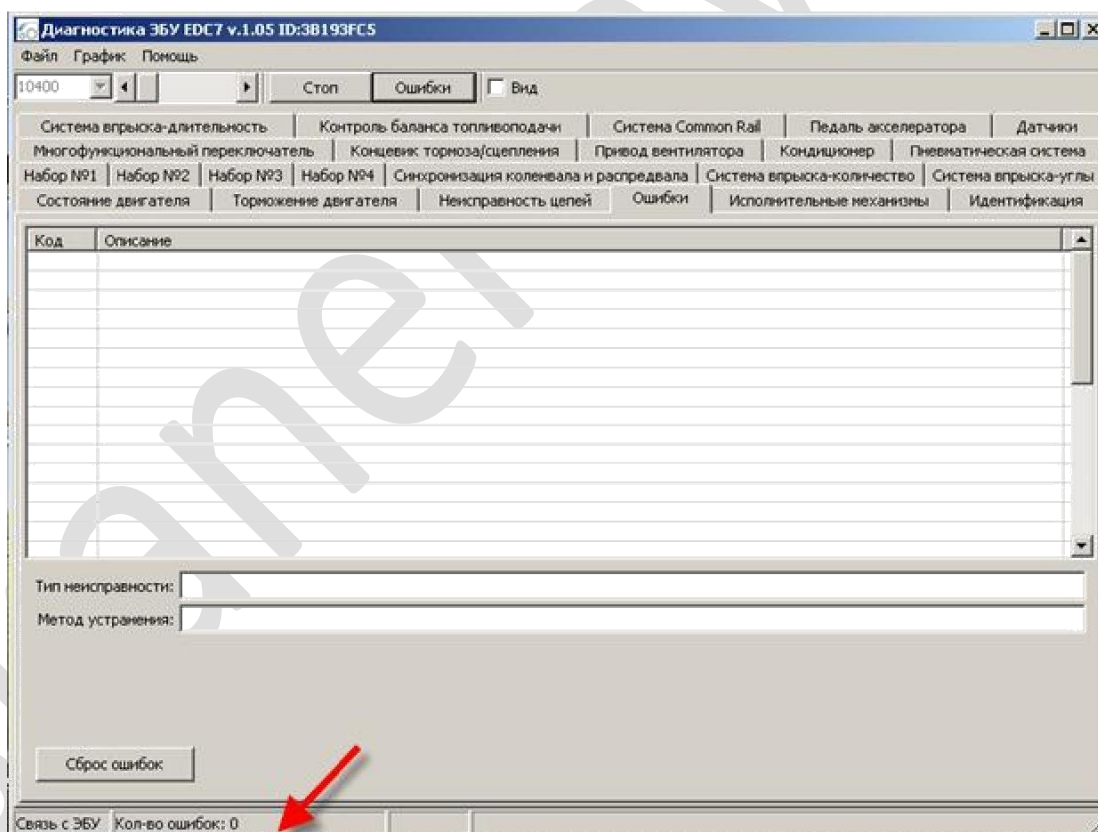 Диагностика ЭБУ EDC7 v.1.05 ID:3B193FC5
Файл График Помощь
10400 Стоп Ошибки Вид
Система впрыска-длительность Контроль баланса топливоподачи Система Common Rail Педаль акселератора Датчики
Многофункциональный переключатель Концевик тормоза/сцепления Привод вентилятора Кондиционер Пневматическая система
Набор №1 Набор №2 Набор №3 Набор №4 Синхронизация коленвала и распредвала Система впрыска-количество Система впрыска-углы
Состояние двигателя Торможение двигателя Неисправность цепей Ошибки Исполнительные механизмы Идентификация
Код Описание
Тип неисправности:
Метод устранения:
Сброс ошибок
Связь с ЭБУ Кол-во ошибок: 0